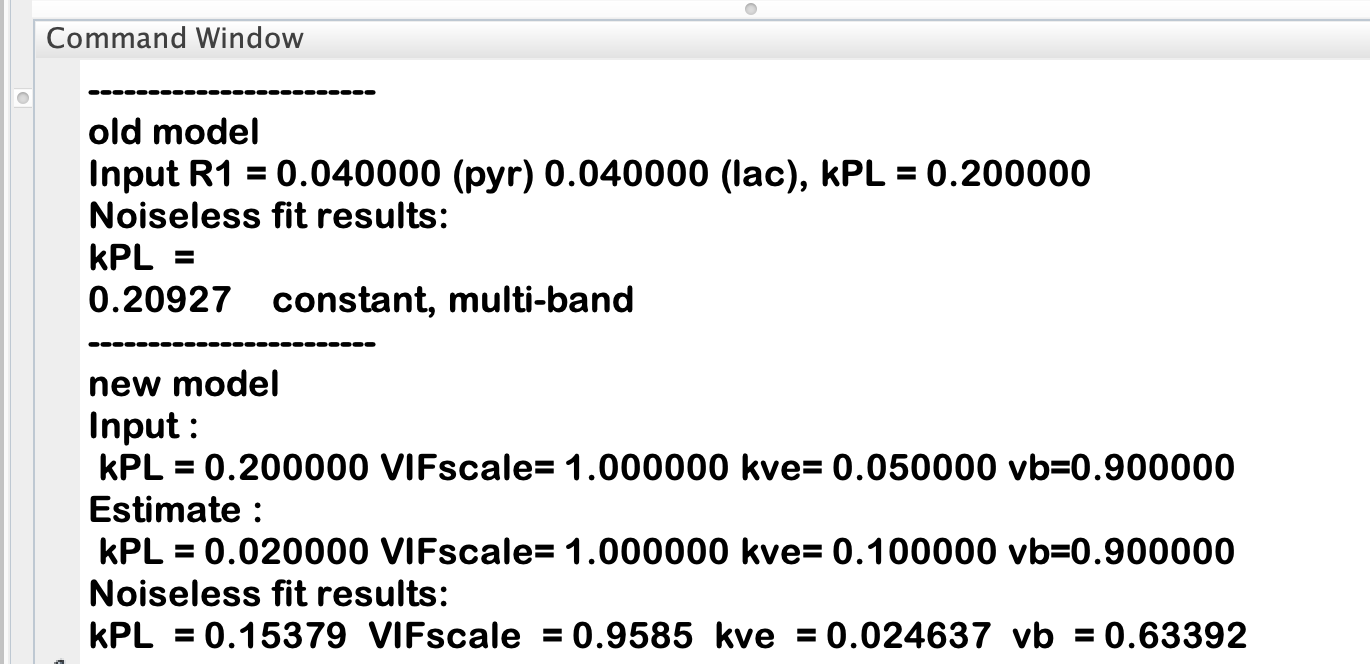 Command Window
------------------------
old model
Input R1 = 0.040000 (pyr) 0.040000 (lac), kPL = 0.200000
Noiseless fit results:
kPL  =
0.20927    constant, multi-band
------------------------
new model
Input :
 kPL = 0.200000 VIFscale= 1.000000 kve= 0.050000 vb=0.900000
Estimate :
 kPL = 0.020000 VIFscale= 1.000000 kve= 0.100000 vb=0.900000
Noiseless fit results:
kPL  = 0.15379  VIFscale  = 0.9585  kve  = 0.024637  vb  = 0.63392